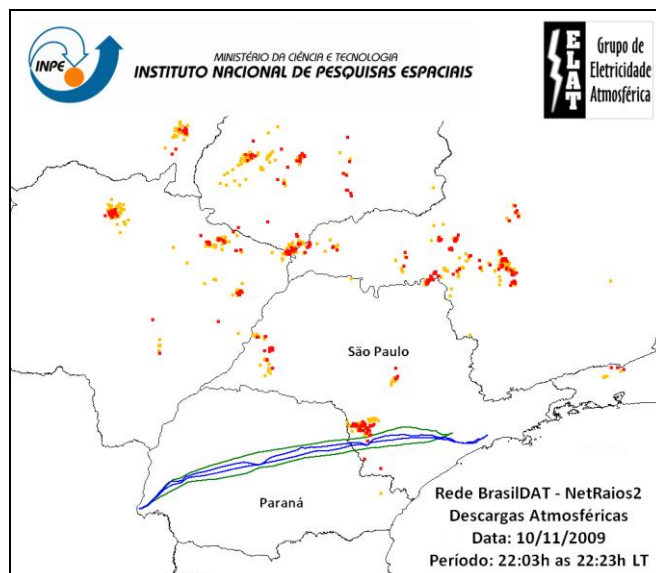 INPE
MINISTÉRIO DA CIÊNCIA E TECNOLOGIA
INSTITUTO NACIONAL DE PESQUISAS ESPACIAIS
ELAT
Grupo de
Eletricidade
Atmosférica
São Paulo
Paraná
Rede BrasilDAT - NetRaios2
Descargas Atmosféricas
Data: 10/11/2009
Período: 22:03h as 22:23h LT